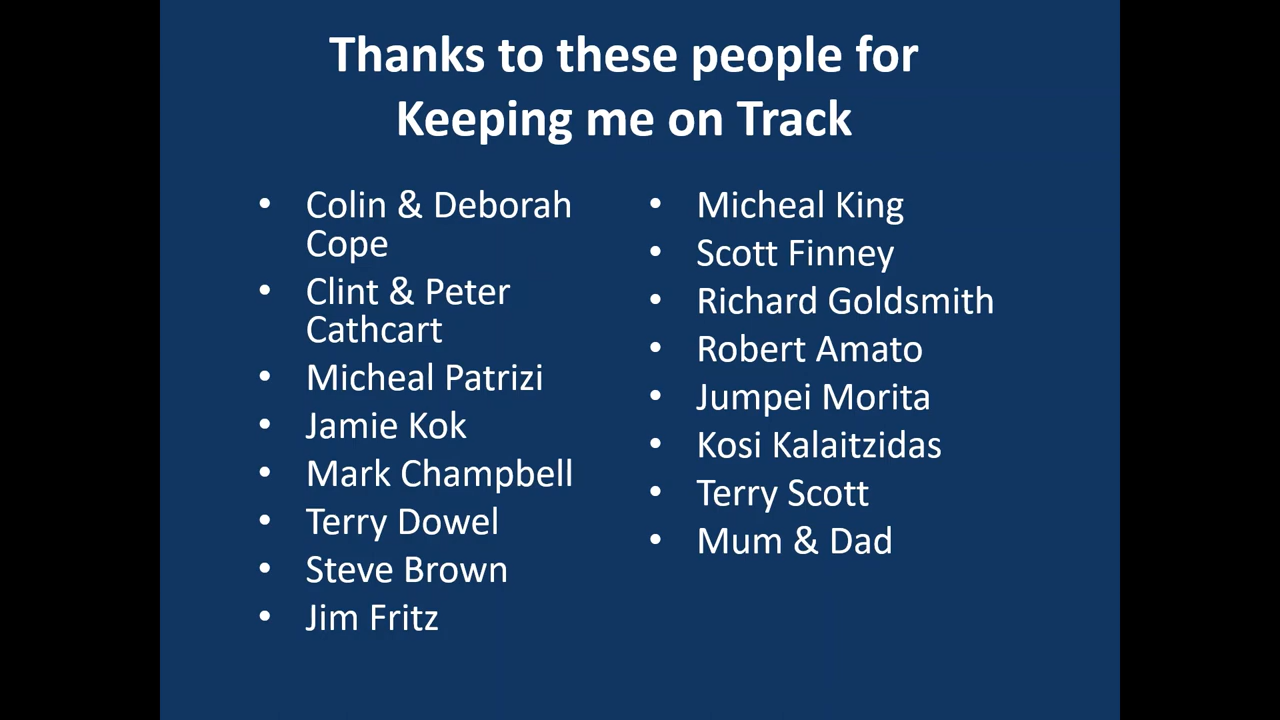 Thanks to these people for
Keeping me on Track
• Colin & Deborah
Cope
• Clint & Peter
Cathcart
• Micheal Patrizi
• Jamie Kok
• Mark Champbell
• Terry Dowel
• Steve Brown
• Jim Fritz
• Micheal King
• Scott Finney
• Richard Goldsmith
• Robert Amato
• Jumpei Morita
• Kosi Kalaitzidas
• Terry Scott
• Mum & Dad